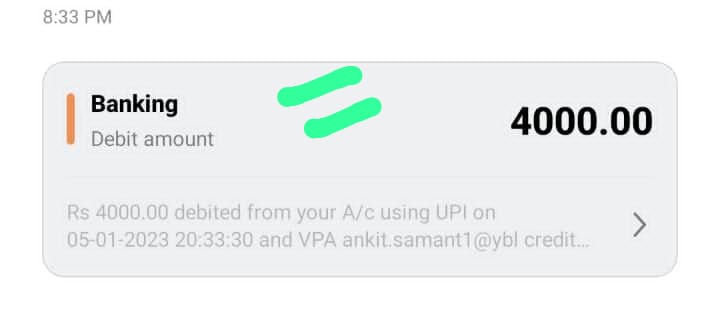 8:33 PM
Banking
4000.00
Debit amount
Rs 4000.00 debited from your A/c using UPI on
05-01-2023 20:33:30 and VPA ankit.samant1@ybl credit...